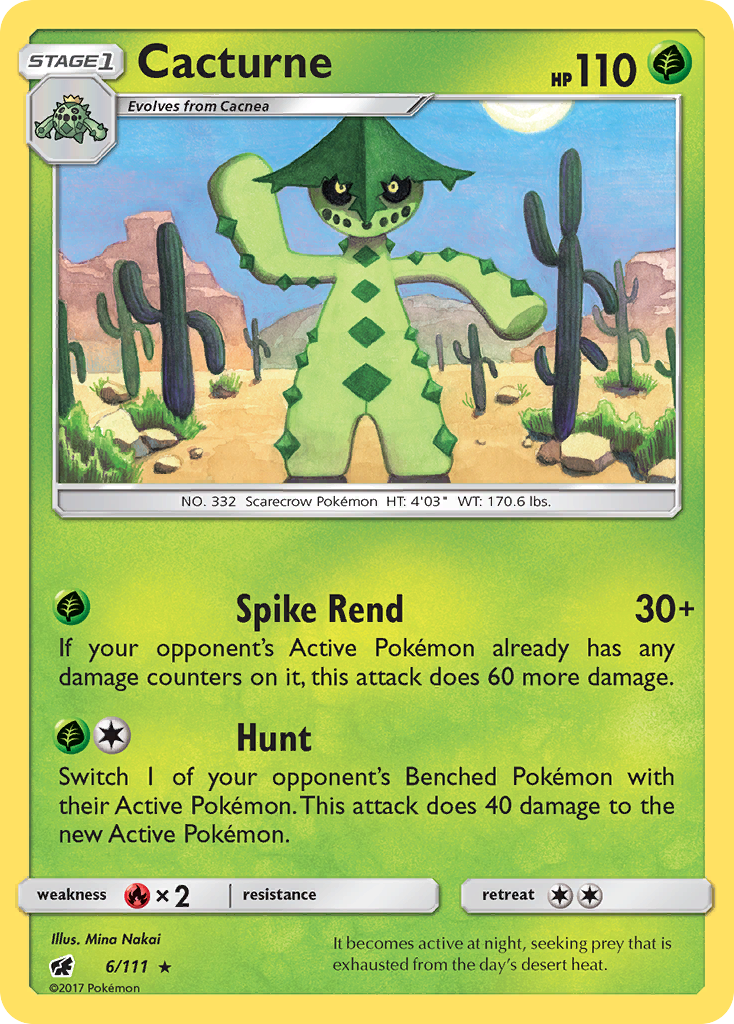 STAGE1
Cacturne
HP 110
Evolves from Cacnea
NO. 332 Scarecrow Pokémon HT: 4'03" WT: 170.6 lbs.
Spike Rend 30+
If your opponent's Active Pokémon already has any
damage counters on it, this attack does 60 more damage.
Hunt
Switch 1 of your opponent's Benched Pokémon with
their Active Pokémon. This attack does 40 damage to the
new Active Pokémon.
weakness ×2 resistance retreat
Illus. Mina Nakai
6/111 ★
©2017 Pokémon
It becomes active at night, seeking prey that is
exhausted from the day's desert heat.